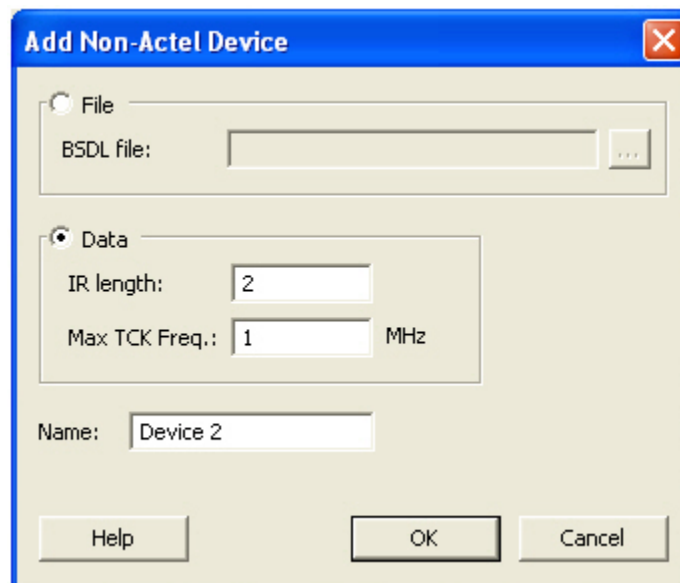 Add Non-Actel Device
File
BSDL file: ...
Data
IR length: 2
Max TCK Freq.: 1 MHz
Name: Device 2
Help OK Cancel